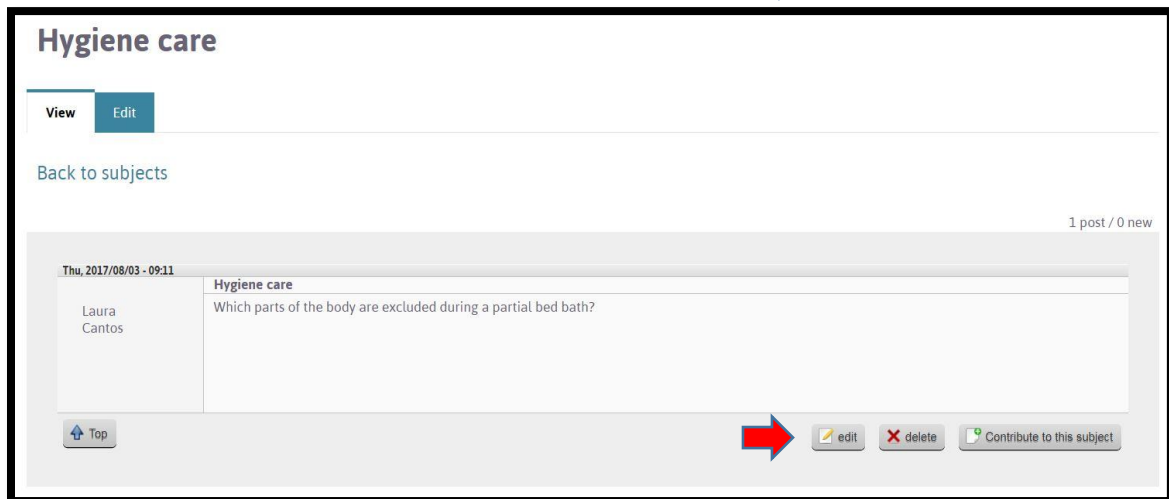 Hygiene care
View Edit
Back to subjects
1 post / 0 new
Thu, 2017/08/03 - 09:11
Hygiene care
Laura
Cantos
Which parts of the body are excluded during a partial bed bath?
Top
edit delete Contribute to this subject